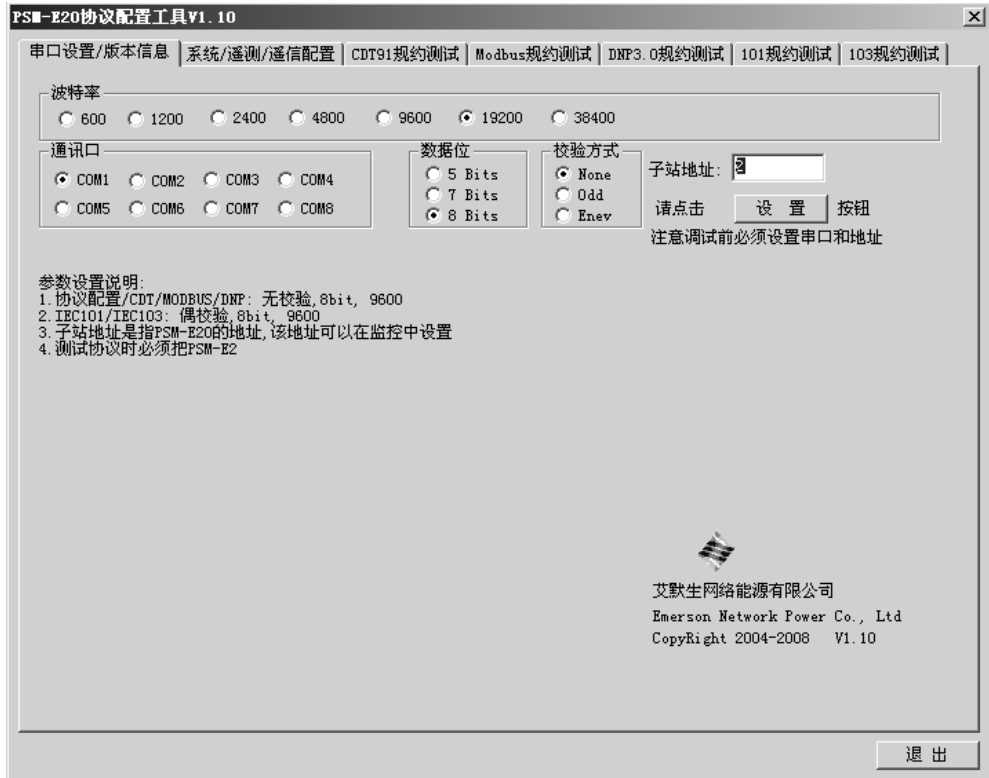 PSM-E20协议配置工具V1.10
串口设置/版本信息 系统/遥测/遥信配置 CDT91规约测试 Modbus规约测试 DNP3.0规约测试 101规约测试 103规约测试
波特率
600 1200 2400 4800 9600 19200 38400
通讯口
COM1 COM2 COM3 COM4
COM5 COM6 COM7 COM8
数据位
5 Bits
7 Bits
8 Bits
校验方式
None
Odd
Enev
子站地址: 2
请点击 设 置 按钮
注意调试前必须设置串口和地址
参数设置说明:
1.协议配置/CDT/MODBUS/DNP: 无校验,8bit, 9600
2.IEC101/IEC103: 偶校验,8bit, 9600
3.子站地址是指PSM-E20的地址,该地址可以在监控中设置
4.测试协议时必须把PSM-E2
艾默生网络能源有限公司
Emerson Network Power Co., Ltd
CopyRight 2004-2008 V1.10
退 出